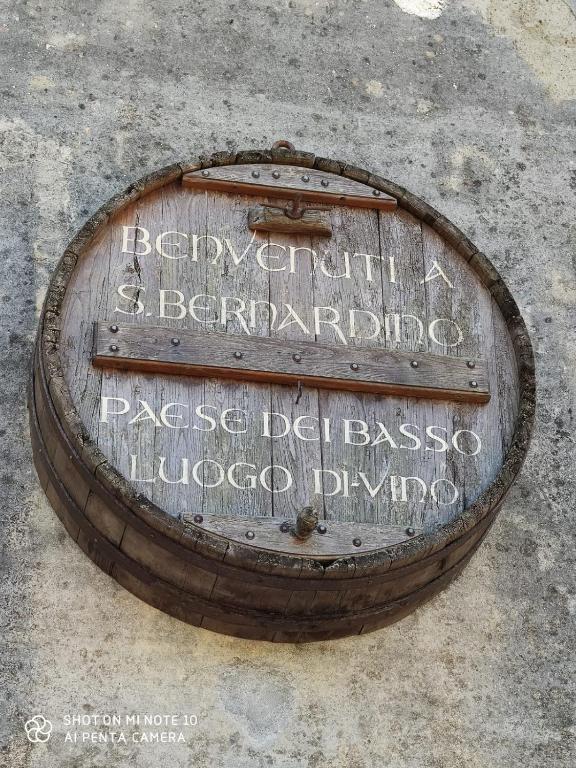 BENVENUTI A
S.BERNARDINO
PAESE DEI BASSO
LUOGO DI-VINO
SHOT ON MI NOTE 10
AI PENTA CAMERA